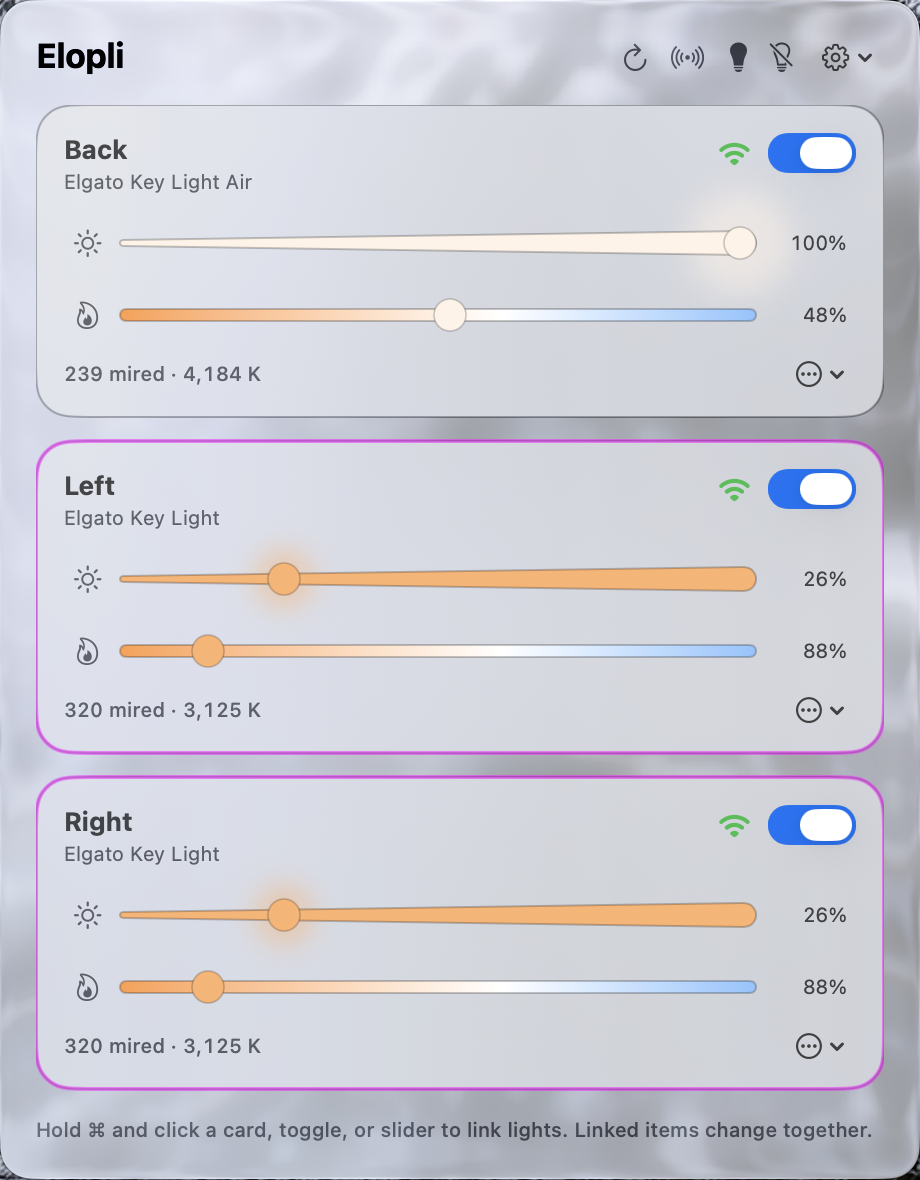 Elopli
Back
Elgato Key Light Air
100%
48%
239 mired · 4,184 K
Left
Elgato Key Light
26%
88%
320 mired · 3,125 K
Right
Elgato Key Light
26%
88%
320 mired · 3,125 K
Hold ⌘ and click a card, toggle, or slider to link lights. Linked items change together.